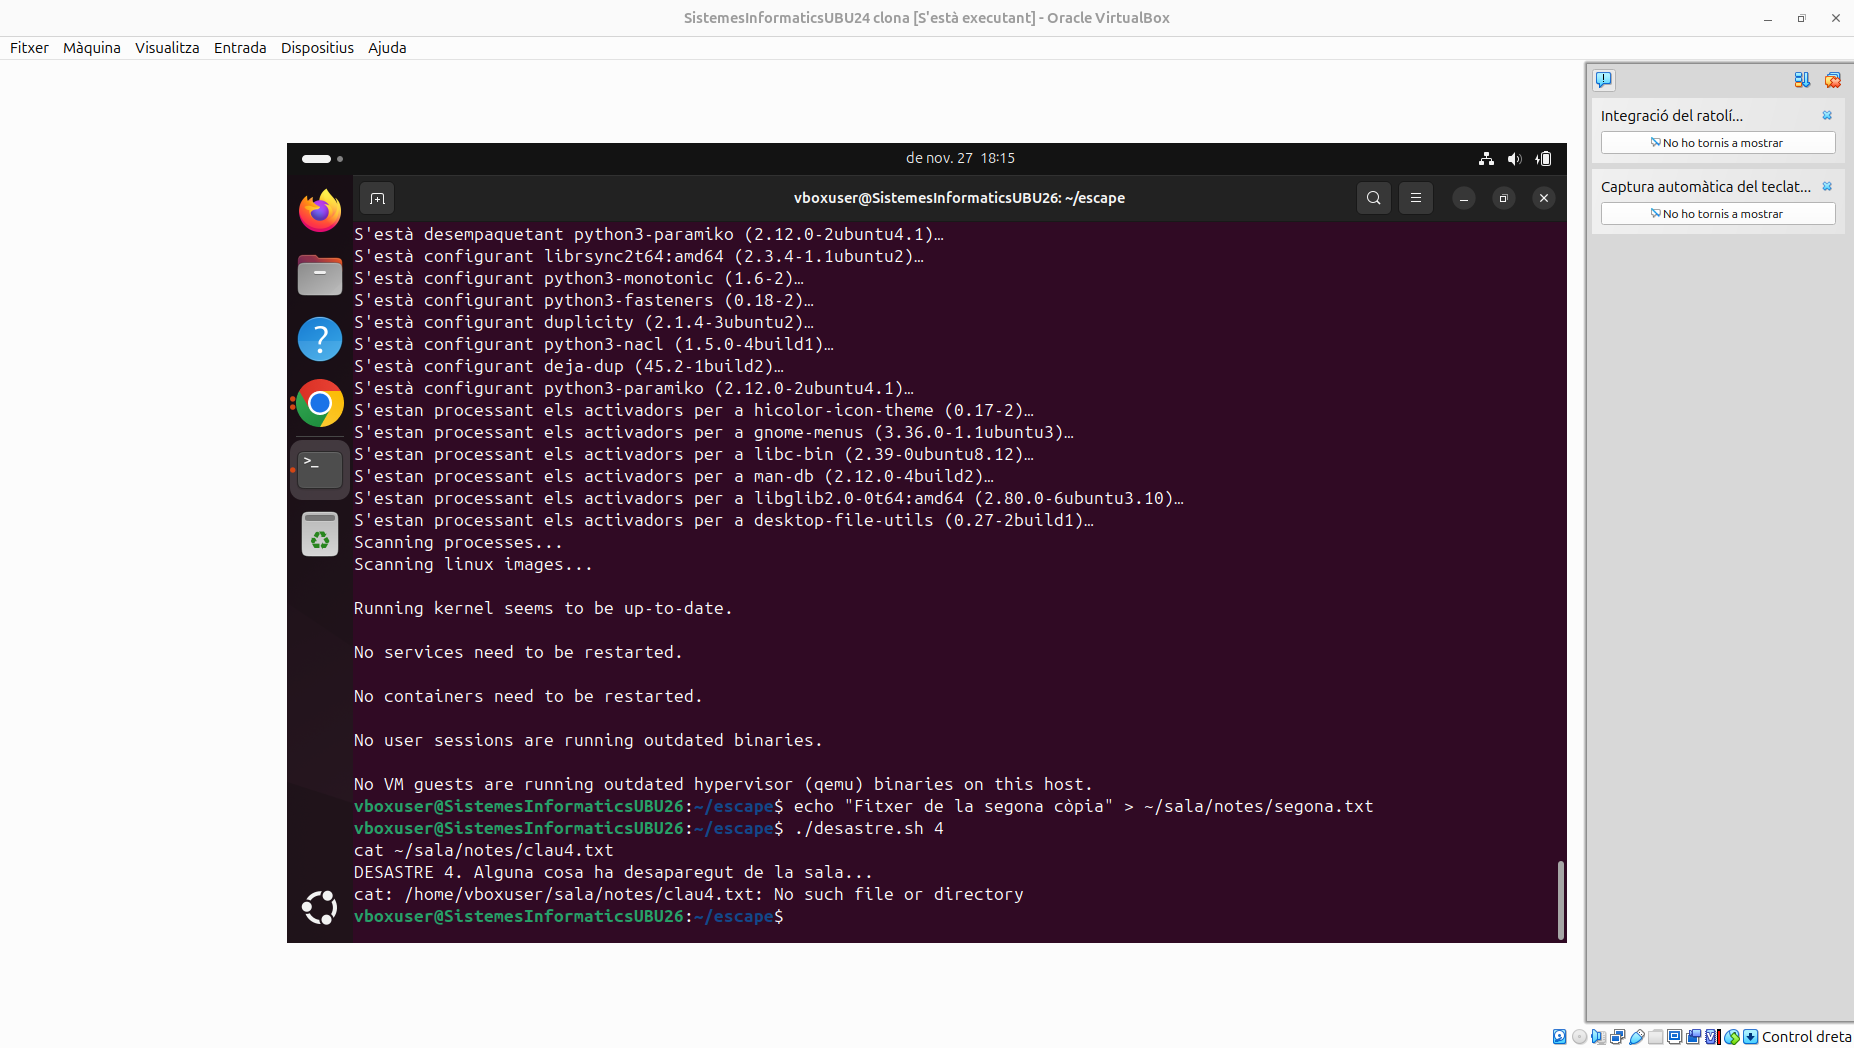 SistemesInformaticsUBU24 clona [S'està executant] - Oracle VirtualBox
Fitxer Màquina Visualitza Entrada Dispositius Ajuda
Integració del ratolí...
No ho tornis a mostrar
Captura automàtica del teclat...
No ho tornis a mostrar
de nov. 27 18:15
vboxuser@SistemesInformaticsUBU26: ~/escape
S'està desempaquetant python3-paramiko (2.12.0-2ubuntu4.1)…
S'està configurant librsync2t64:amd64 (2.3.4-1.1ubuntu2)…
S'està configurant python3-monotonic (1.6-2)…
S'està configurant python3-fasteners (0.18-2)…
S'està configurant duplicity (2.1.4-3ubuntu2)…
S'està configurant python3-nacl (1.5.0-4build1)…
S'està configurant deja-dup (45.2-1build2)…
S'està configurant python3-paramiko (2.12.0-2ubuntu4.1)…
S'estan processant els activadors per a hicolor-icon-theme (0.17-2)…
S'estan processant els activadors per a gnome-menus (3.36.0-1.1ubuntu3)…
S'estan processant els activadors per a libc-bin (2.39-0ubuntu8.12)…
S'estan processant els activadors per a man-db (2.12.0-4build2)…
S'estan processant els activadors per a libglib2.0-0t64:amd64 (2.80.0-6ubuntu3.10)…
S'estan processant els activadors per a desktop-file-utils (0.27-2build1)…
Scanning processes...
Scanning linux images...
Running kernel seems to be up-to-date.
No services need to be restarted.
No containers need to be restarted.
No user sessions are running outdated binaries.
No VM guests are running outdated hypervisor (qemu) binaries on this host.
vboxuser@SistemesInformaticsUBU26:~/escape$ echo "Fitxer de la segona còpia" > ~/sala/notes/segona.txt
vboxuser@SistemesInformaticsUBU26:~/escape$ ./desastre.sh 4
cat ~/sala/notes/clau4.txt
DESASTRE 4. Alguna cosa ha desaparegut de la sala...
cat: /home/vboxuser/sala/notes/clau4.txt: No such file or directory
vboxuser@SistemesInformaticsUBU26:~/escape$
Control dreta